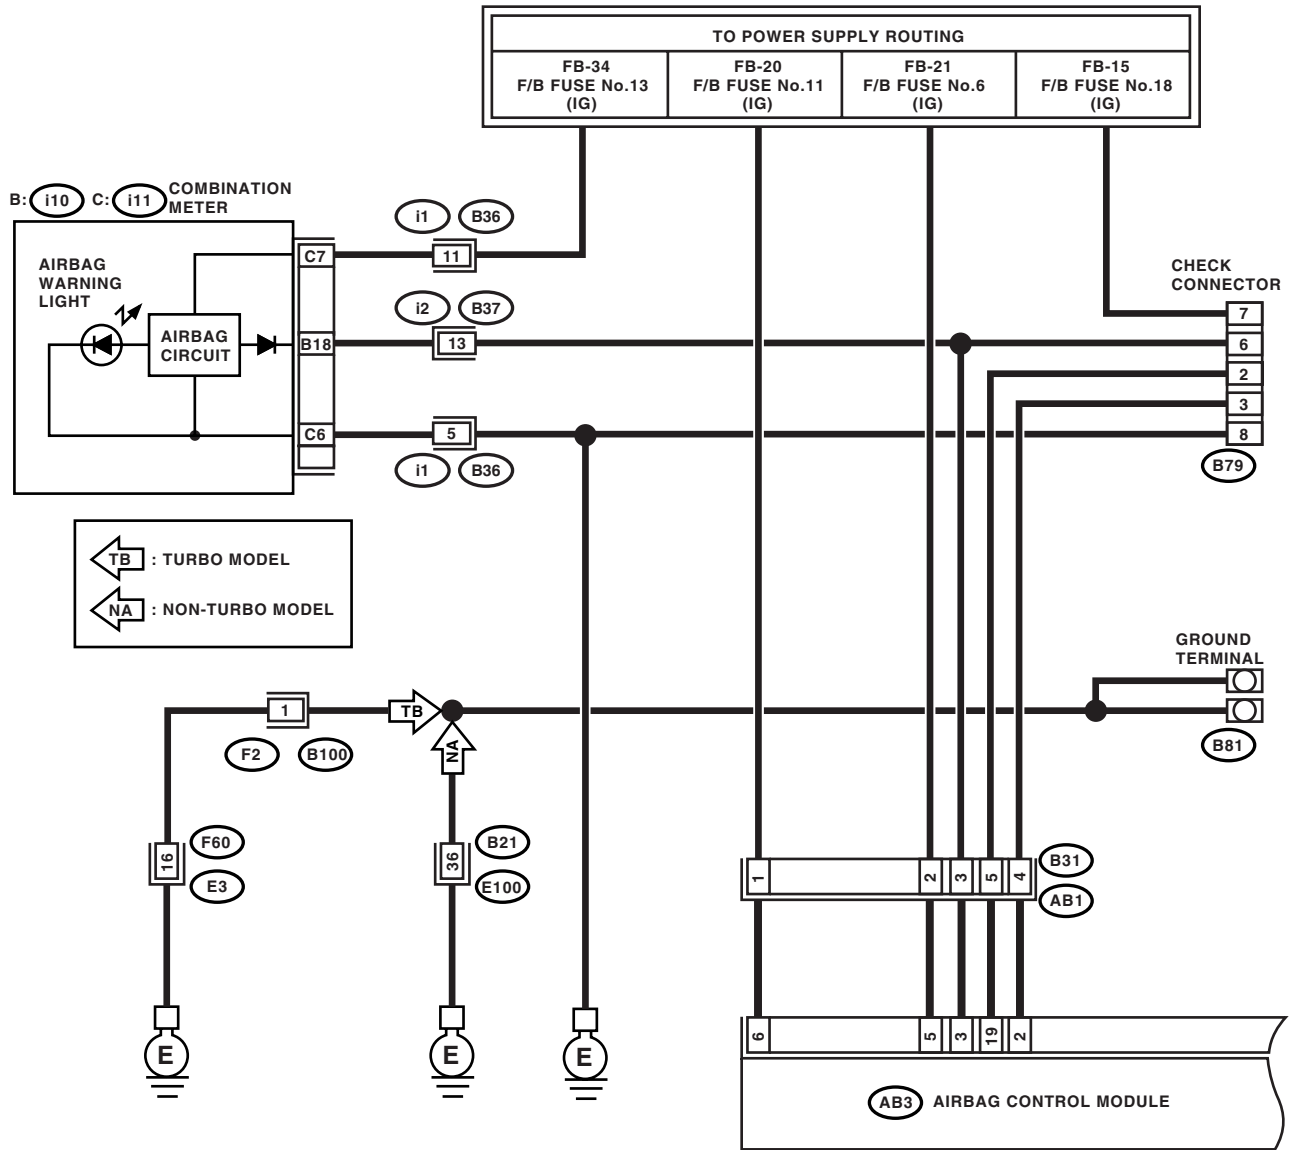 TO POWER SUPPLY ROUTING
FB-34
F/B FUSE No.13
(IG)
FB-20
F/B FUSE No.11
(IG)
FB-21
F/B FUSE No.6
(IG)
FB-15
F/B FUSE No.18
(IG)
B: i10 C: i11 COMBINATION
METER
AIRBAG
WARNING
LIGHT
AIRBAG
CIRCUIT
C7
B18
C6
i1 B36
11
i2 B37
13
5
i1 B36
CHECK
CONNECTOR
7
6
2
3
8
B79
TB : TURBO MODEL
NA : NON-TURBO MODEL
GROUND
TERMINAL
B81
1
TB
F2 B100
NA
16
F60
E3
36
B21
E100
1 2 3 5 4
B31
AB1
E
E
E
6 5 3 19 2
AB3 AIRBAG CONTROL MODULE